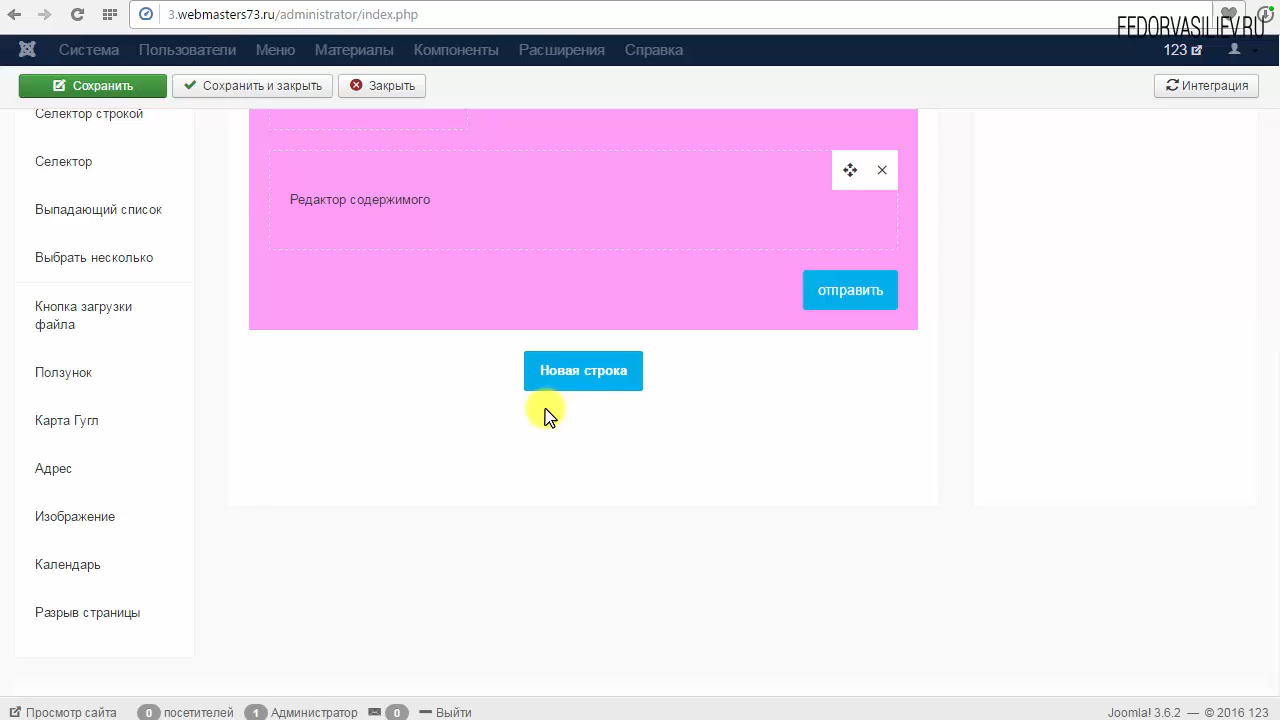 3.webmasters73.ru/administrator/index.php
FEDORVASILIEV.RU
Система Пользователи Меню Материалы Компоненты Расширения Справка 123
Сохранить Сохранить и закрыть Закрыть Интеграция
Селектор строкой
Селектор
Выпадающий список
Выбрать несколько
Кнопка загрузки
файла
Ползунок
Карта Гугл
Адрес
Изображение
Календарь
Разрыв страницы
Редактор содержимого
отправить
Новая строка
Просмотр сайта 0 посетителей 1 Администратор 0 Выйти Joomla! 3.6.2 — © 2016 123